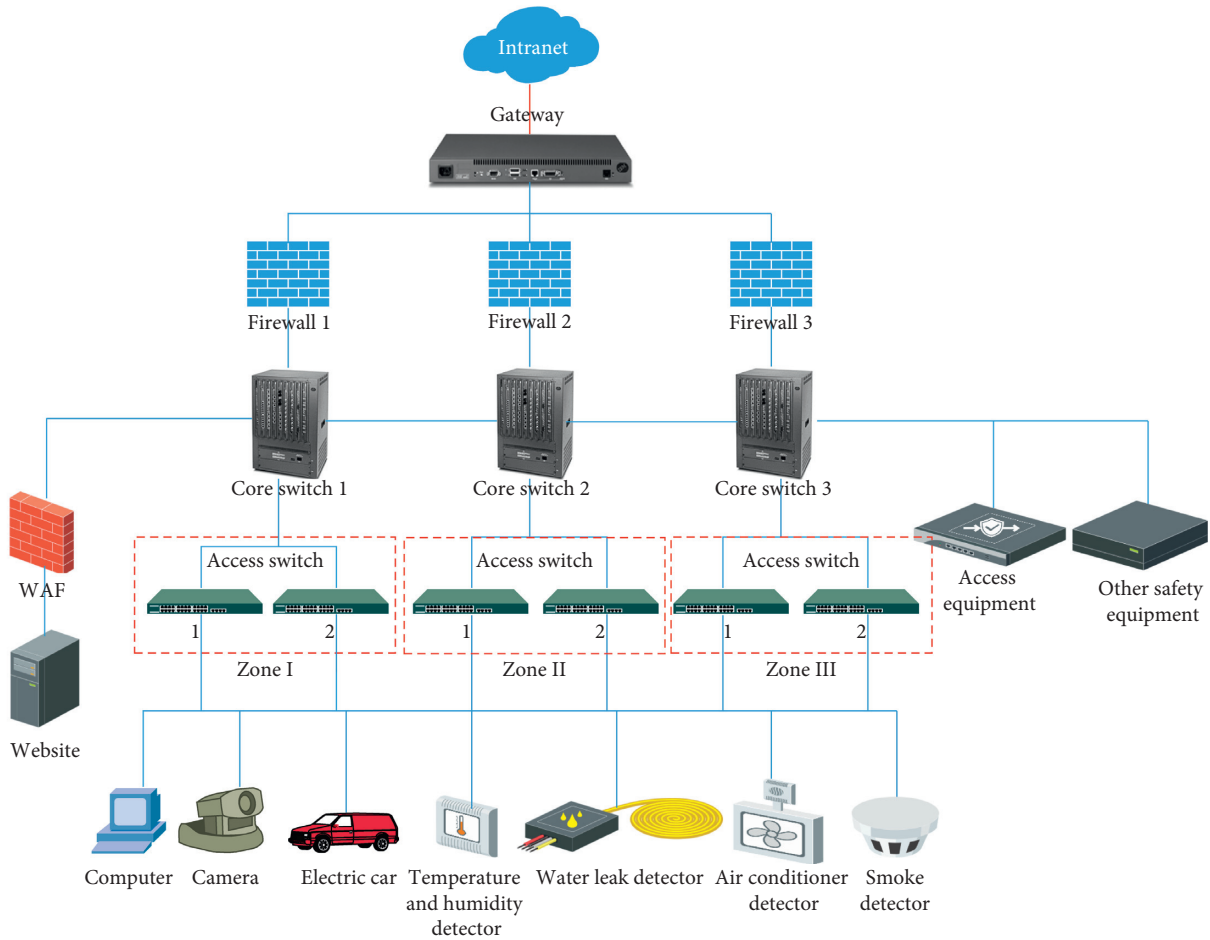 Intranet
Gateway
Firewall 1
Firewall 2
Firewall 3
Core switch 1
Core switch 2
Core switch 3
WAF
Website
Access switch
1
2
Zone I
Access switch
1
2
Zone II
Access switch
1
2
Zone III
Access
equipment
Other safety
equipment
Computer
Camera
Electric car
Temperature
and humidity
detector
Water leak detector
Air conditioner
detector
Smoke
detector